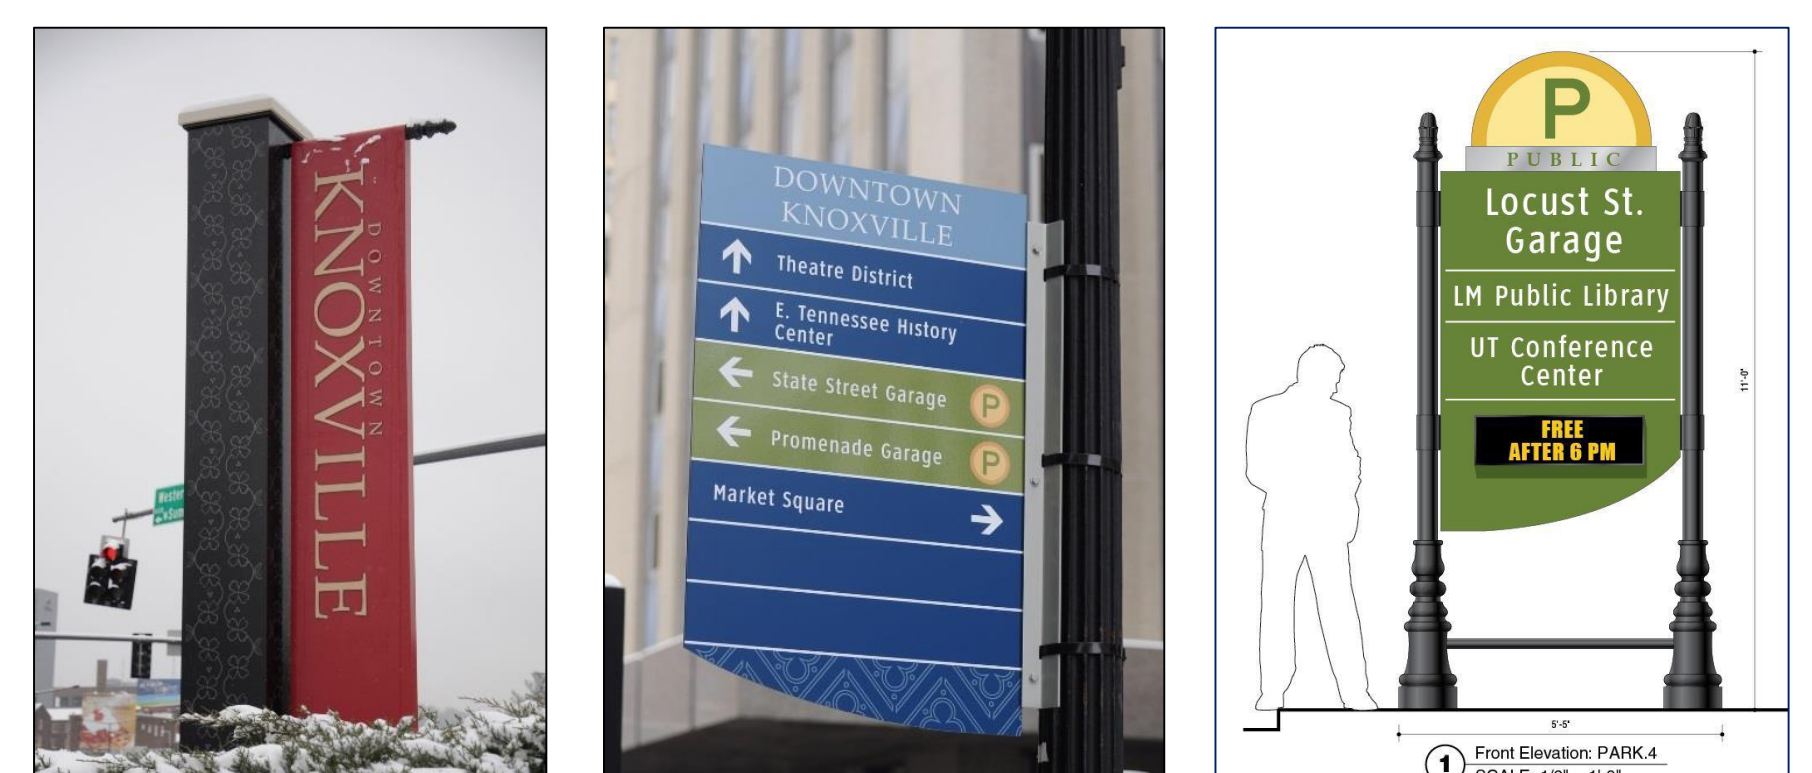 DOWNTOWN
KNOXVILLE
DOWNTOWN
KNOXVILLE
Theatre District
E. Tennessee History
Center
State Street Garage P
Promenade Garage P
Market Square
P
PUBLIC
Locust St.
Garage
LM Public Library
UT Conference
Center
FREE
AFTER 6 PM
11'-0"
5'-5"
1 Front Elevation: PARK.4